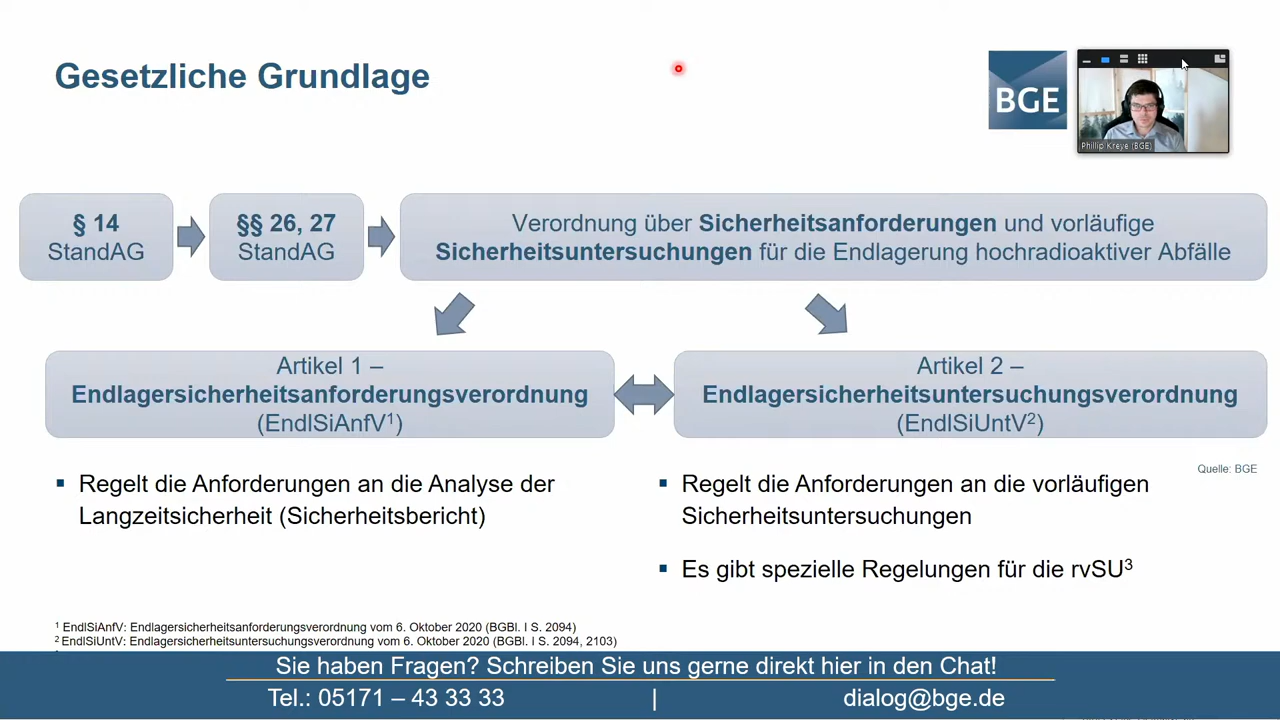 Gesetzliche Grundlage
BGE
Phillip Kreye (BGE)
§ 14
StandAG
§§ 26, 27
StandAG
Verordnung über Sicherheitsanforderungen und vorläufige
Sicherheitsuntersuchungen für die Endlagerung hochradioaktiver Abfälle
Artikel 1 –
Endlagersicherheitsanforderungsverordnung
(EndlSiAnfV¹)
Artikel 2 –
Endlagersicherheitsuntersuchungsverordnung
(EndlSiUntV²)
Quelle: BGE
▪ Regelt die Anforderungen an die Analyse der
Langzeitsicherheit (Sicherheitsbericht)
▪ Regelt die Anforderungen an die vorläufigen
Sicherheitsuntersuchungen
▪ Es gibt spezielle Regelungen für die rvSU³
¹ EndlSiAnfV: Endlagersicherheitsanforderungsverordnung vom 6. Oktober 2020 (BGBl. I S. 2094)
² EndlSiUntV: Endlagersicherheitsuntersuchungsverordnung vom 6. Oktober 2020 (BGBl. I S. 2094, 2103)
Sie haben Fragen? Schreiben Sie uns gerne direkt hier in den Chat!
Tel.: 05171 – 43 33 33 | dialog@bge.de